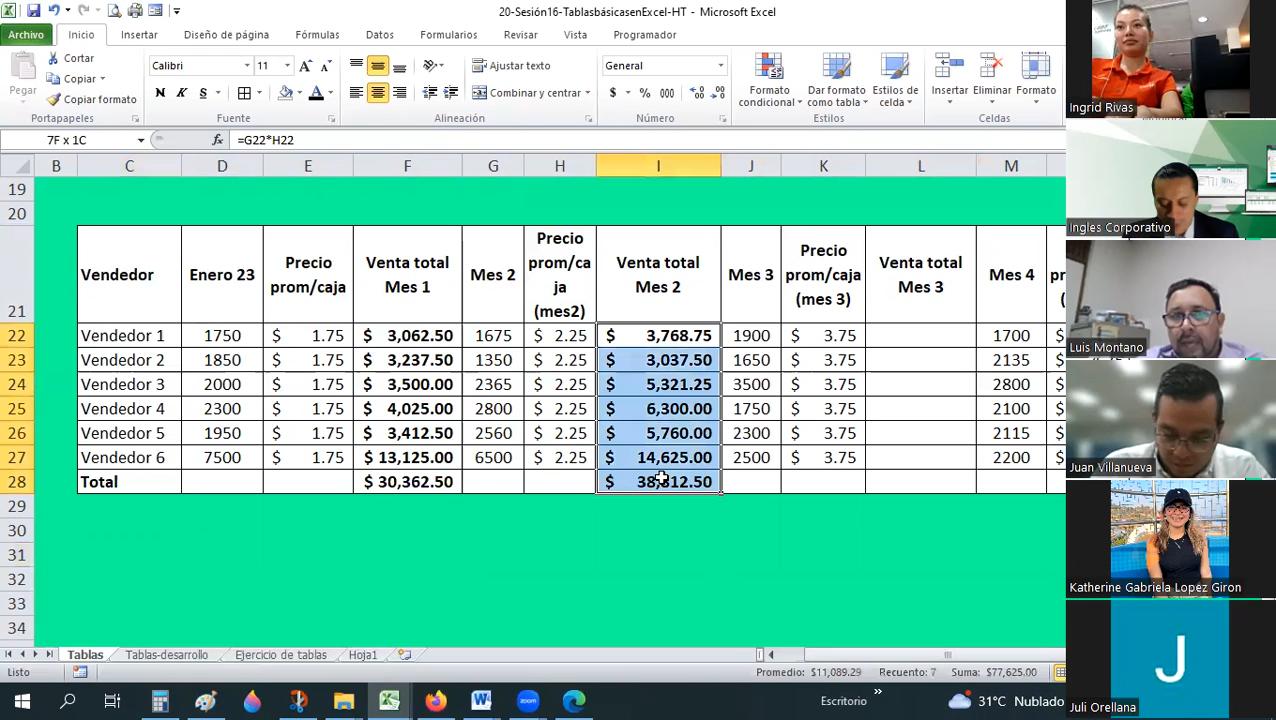 20-Sesión16-TablasbásicasenExcel-HT - Microsoft Excel
Archivo Inicio Insertar Diseño de página Fórmulas Datos Formularios Revisar Vista Programador
Pegar Cortar Copiar Copiar formato
Calibri 11
N K S
Ajustar texto
Combinar y centrar
General
$ % 000
Formato condicional Dar formato como tabla Estilos de celda Insertar Eliminar Formato
Portapapeles Fuente Alineación Número Estilos Celdas
7F x 1C fx =G22*H22
B C D E F G H I J K L M
19
20
21 Vendedor Enero 23 Precio prom/caja Venta total Mes 1 Mes 2 Precio prom/ca ja (mes2) Venta total Mes 2 Mes 3 Precio prom/caja (mes 3) Venta total Mes 3 Mes 4
22 Vendedor 1 1750 $ 1.75 $ 3,062.50 1675 $ 2.25 $ 3,768.75 1900 $ 3.75 1700 $
23 Vendedor 2 1850 $ 1.75 $ 3,237.50 1350 $ 2.25 $ 3,037.50 1650 $ 3.75 2135 $
24 Vendedor 3 2000 $ 1.75 $ 3,500.00 2365 $ 2.25 $ 5,321.25 3500 $ 3.75 2800 $
25 Vendedor 4 2300 $ 1.75 $ 4,025.00 2800 $ 2.25 $ 6,300.00 1750 $ 3.75 2100 $
26 Vendedor 5 1950 $ 1.75 $ 3,412.50 2560 $ 2.25 $ 5,760.00 2300 $ 3.75 2115 $
27 Vendedor 6 7500 $ 1.75 $ 13,125.00 6500 $ 2.25 $ 14,625.00 2500 $ 3.75 2200 $
28 Total $ 30,362.50 $ 38,812.50
29
30
31
32
33
34
Tablas Tablas-desarrollo Ejercicio de tablas Hoja1
Listo Promedio: $11,089.29 Recuento: 7 Suma: $77,625.00
Escritorio » 31°C Nublado
Ingrid Rivas
Ingles Corporativo
Luis Montano
Juan Villanueva
Katherine Gabriela Lopez Giron
J
Juli Orellana